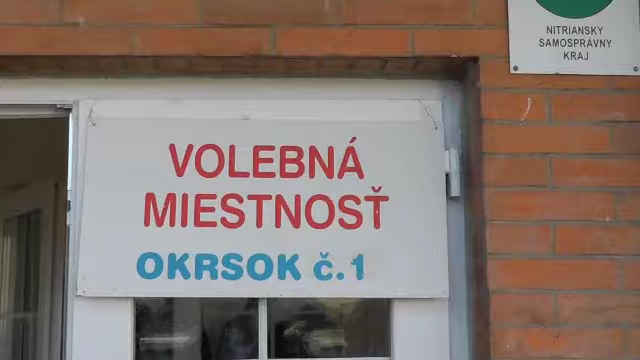 NITRIANSKY
SAMOSPRÁVNY
KRAJ
VOLEBNÁ
MIESTNOSŤ
OKRSOK č.1